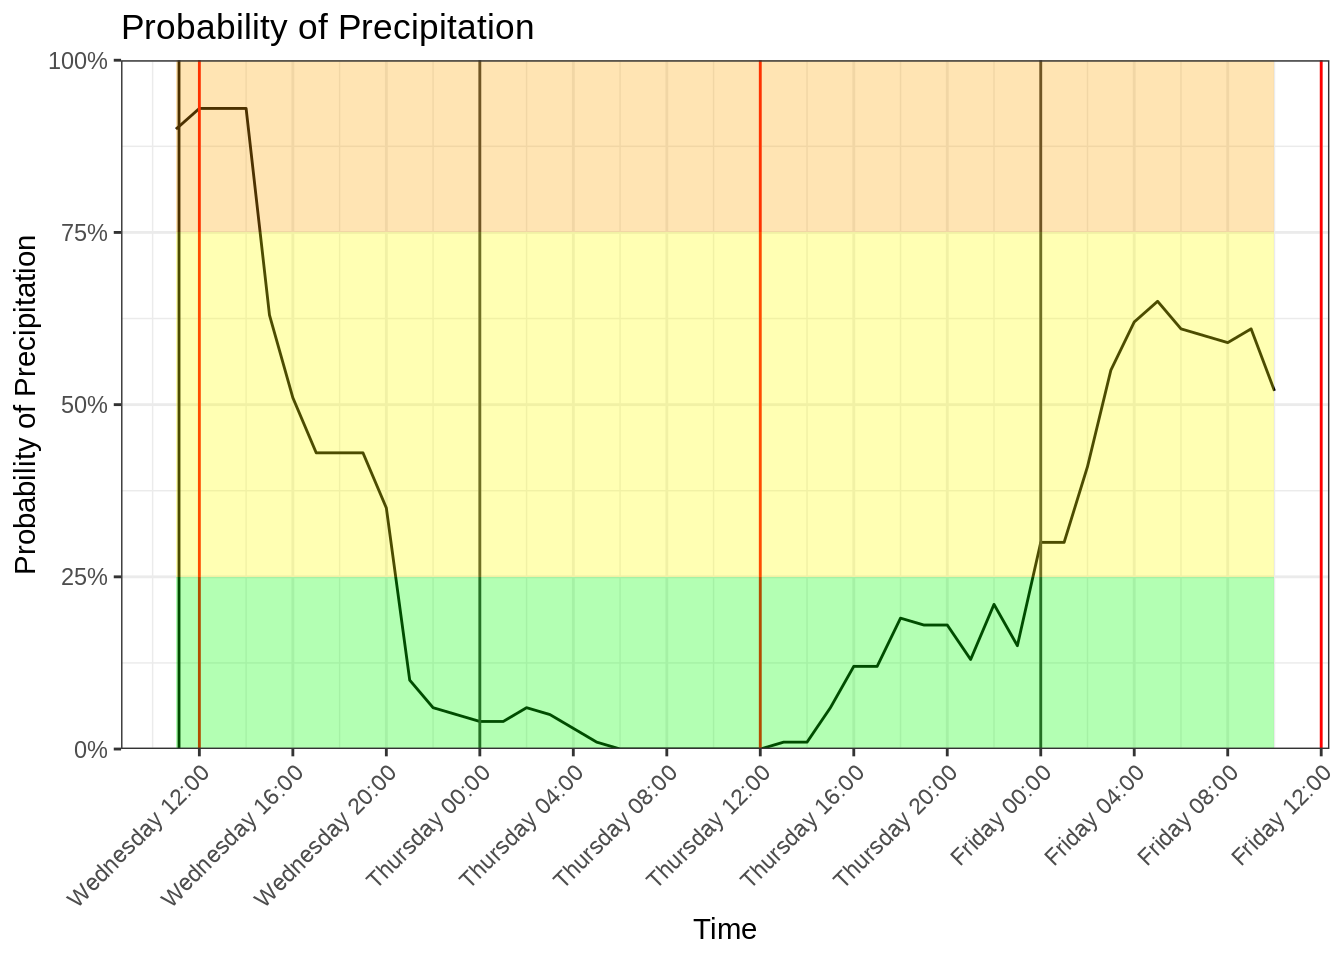 Probability of Precipitation
100%
75%
50%
25%
0%
Probability of Precipitation
Wednesday 12:00
Wednesday 16:00
Wednesday 20:00
Thursday 00:00
Thursday 04:00
Thursday 08:00
Thursday 12:00
Thursday 16:00
Thursday 20:00
Friday 00:00
Friday 04:00
Friday 08:00
Friday 12:00
Time